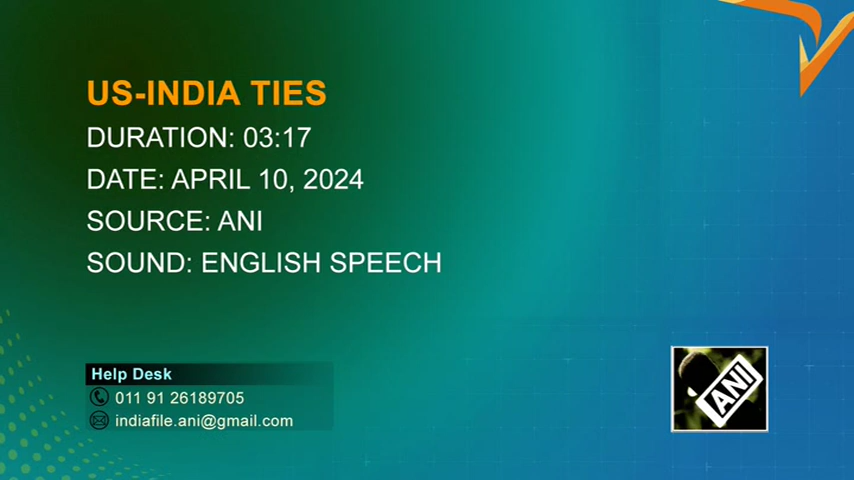 US-INDIA TIES
DURATION: 03:17
DATE: APRIL 10, 2024
SOURCE: ANI
SOUND: ENGLISH SPEECH
Help Desk
011 91 26189705
indiafile.ani@gmail.com
ANI